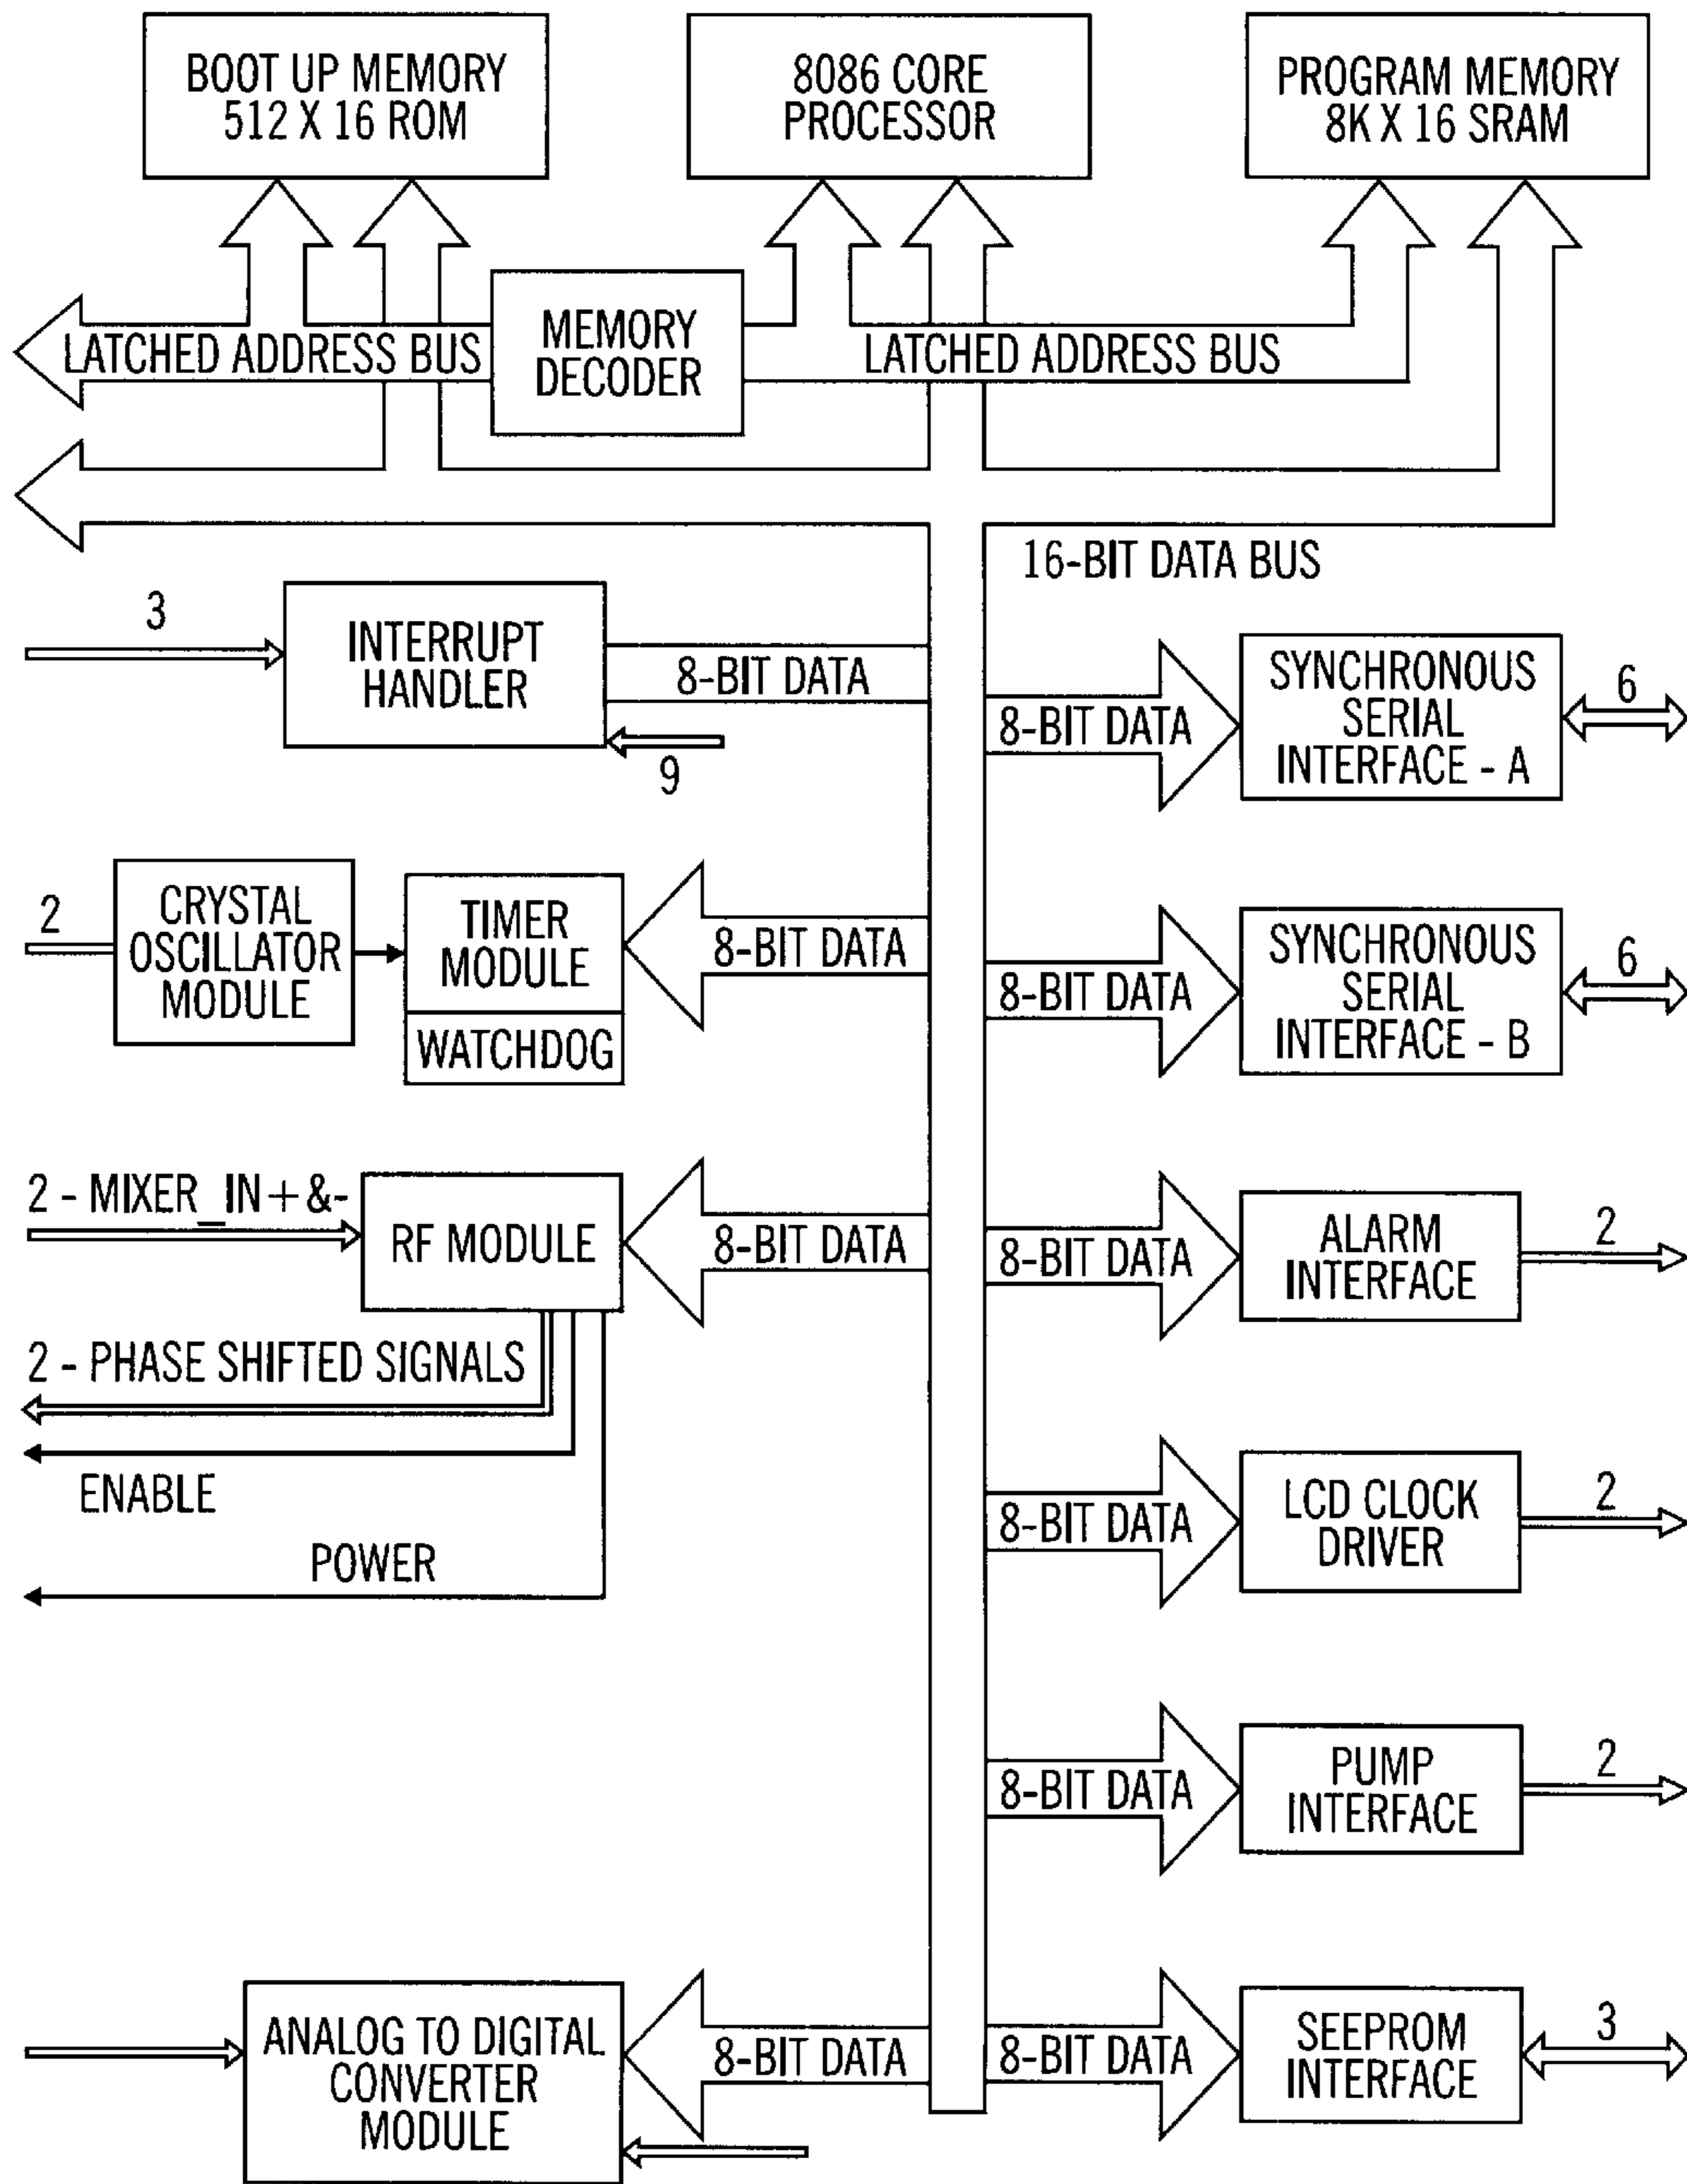 BOOT UP MEMORY
512 X 16 ROM
8086 CORE
PROCESSOR
PROGRAM MEMORY
8K X 16 SRAM
LATCHED ADDRESS BUS
MEMORY
DECODER
LATCHED ADDRESS BUS
16-BIT DATA BUS
3
INTERRUPT
HANDLER
8-BIT DATA
9
8-BIT DATA
SYNCHRONOUS
SERIAL
INTERFACE - A
6
2
CRYSTAL
OSCILLATOR
MODULE
TIMER
MODULE
WATCHDOG
8-BIT DATA
8-BIT DATA
SYNCHRONOUS
SERIAL
INTERFACE - B
6
2 - MIXER_IN+&-
RF MODULE
8-BIT DATA
8-BIT DATA
ALARM
INTERFACE
2
2 - PHASE SHIFTED SIGNALS
ENABLE
POWER
8-BIT DATA
LCD CLOCK
DRIVER
2
8-BIT DATA
PUMP
INTERFACE
2
ANALOG TO DIGITAL
CONVERTER
MODULE
8-BIT DATA
8-BIT DATA
SEEPROM
INTERFACE
3